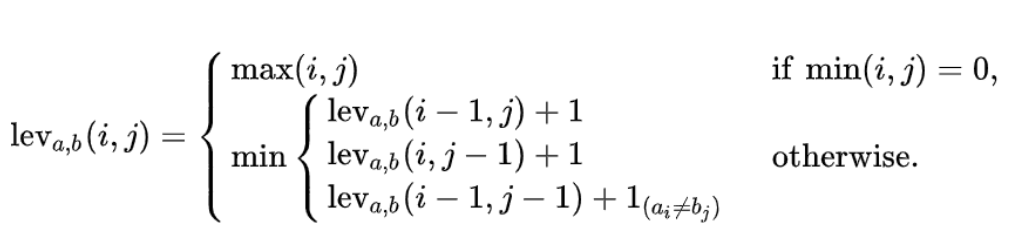 max(i, j) if min(i, j) = 0,
lev_{a,b}(i − 1, j) + 1
lev_{a,b}(i, j) = { min { lev_{a,b}(i, j − 1) + 1 otherwise.
lev_{a,b}(i − 1, j − 1) + 1_{(a_i≠b_j)}